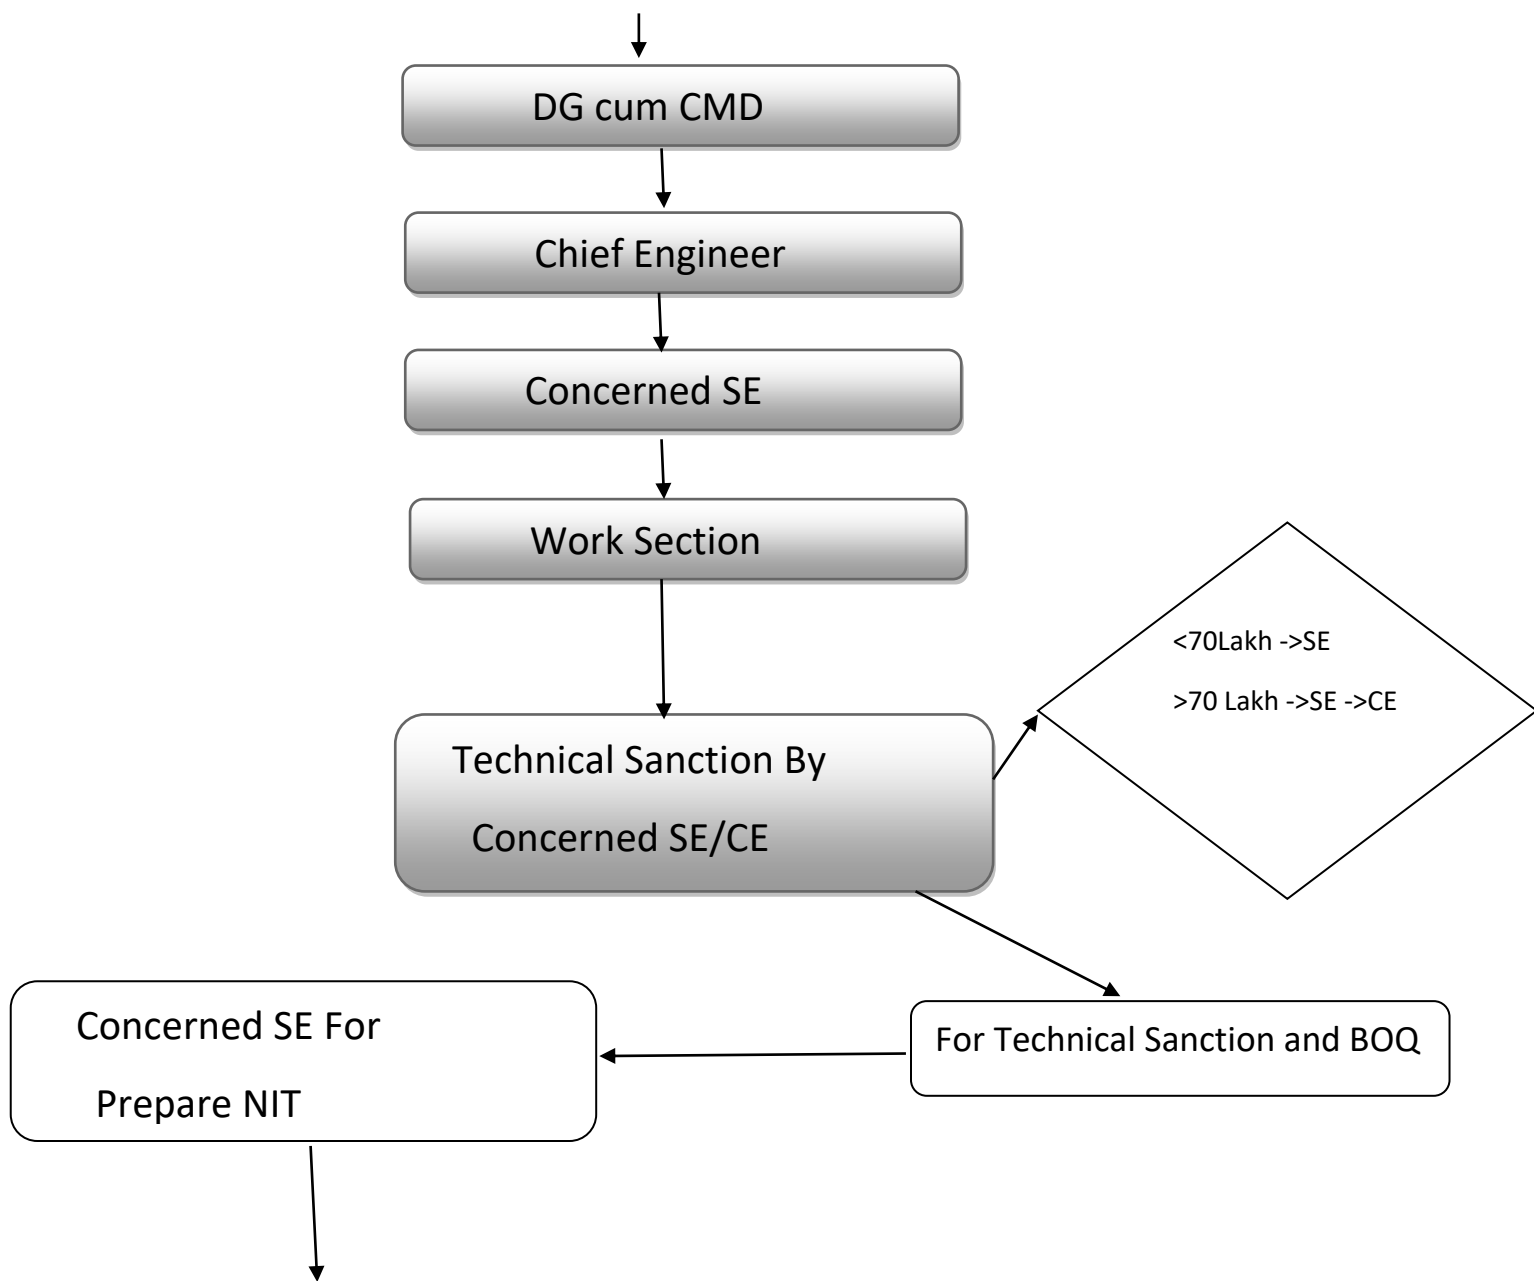 DG cum CMD
Chief Engineer
Concerned SE
Work Section
<70Lakh ->SE
>70 Lakh ->SE ->CE
Technical Sanction By
Concerned SE/CE
For Technical Sanction and BOQ
Concerned SE For
Prepare NIT